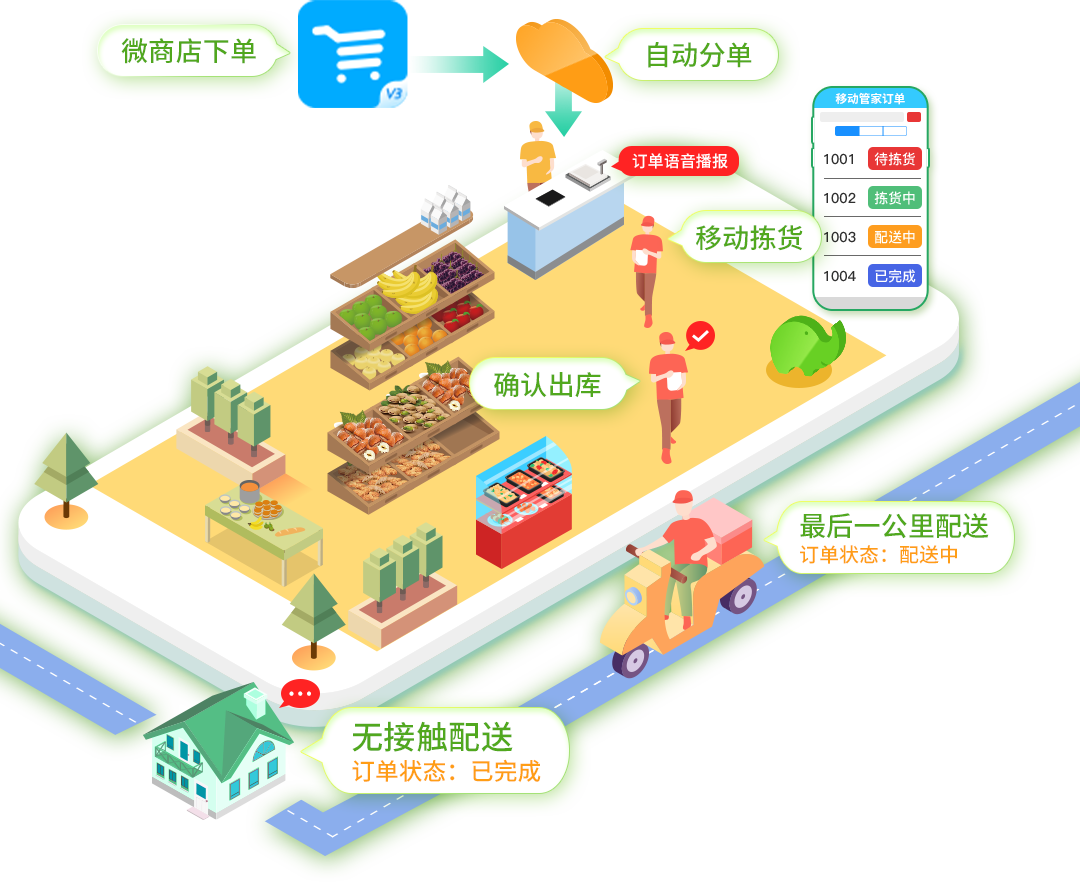 微商店下单
V3
自动分单
移动管家订单
订单语音播报
1001 待拣货
1002 拣货中
移动拣货
1003 配送中
1004 已完成
确认出库
最后一公里配送
订单状态：配送中
无接触配送
订单状态：已完成